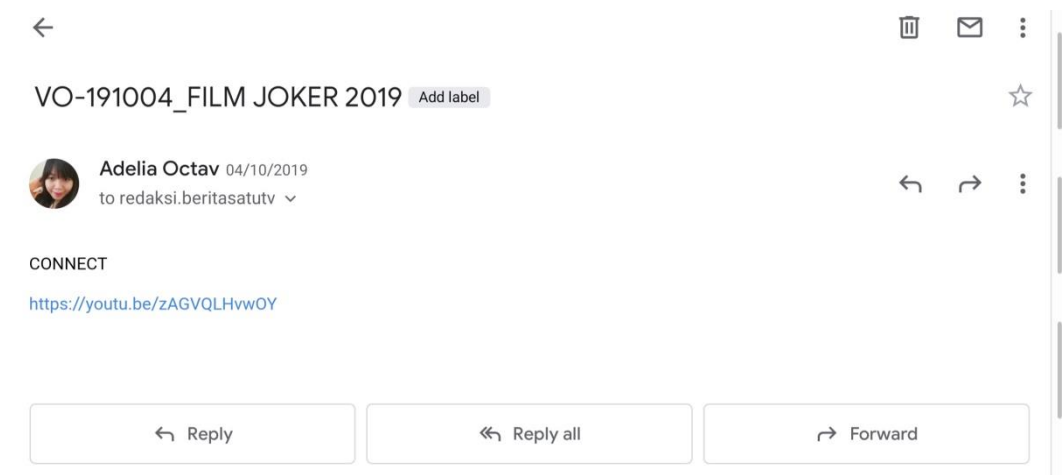 VO-191004_FILM JOKER 2019 Add label
Adelia Octav 04/10/2019
to redaksi.beritasatutv
CONNECT
https://youtu.be/zAGVQLHvwOY
Reply Reply all Forward